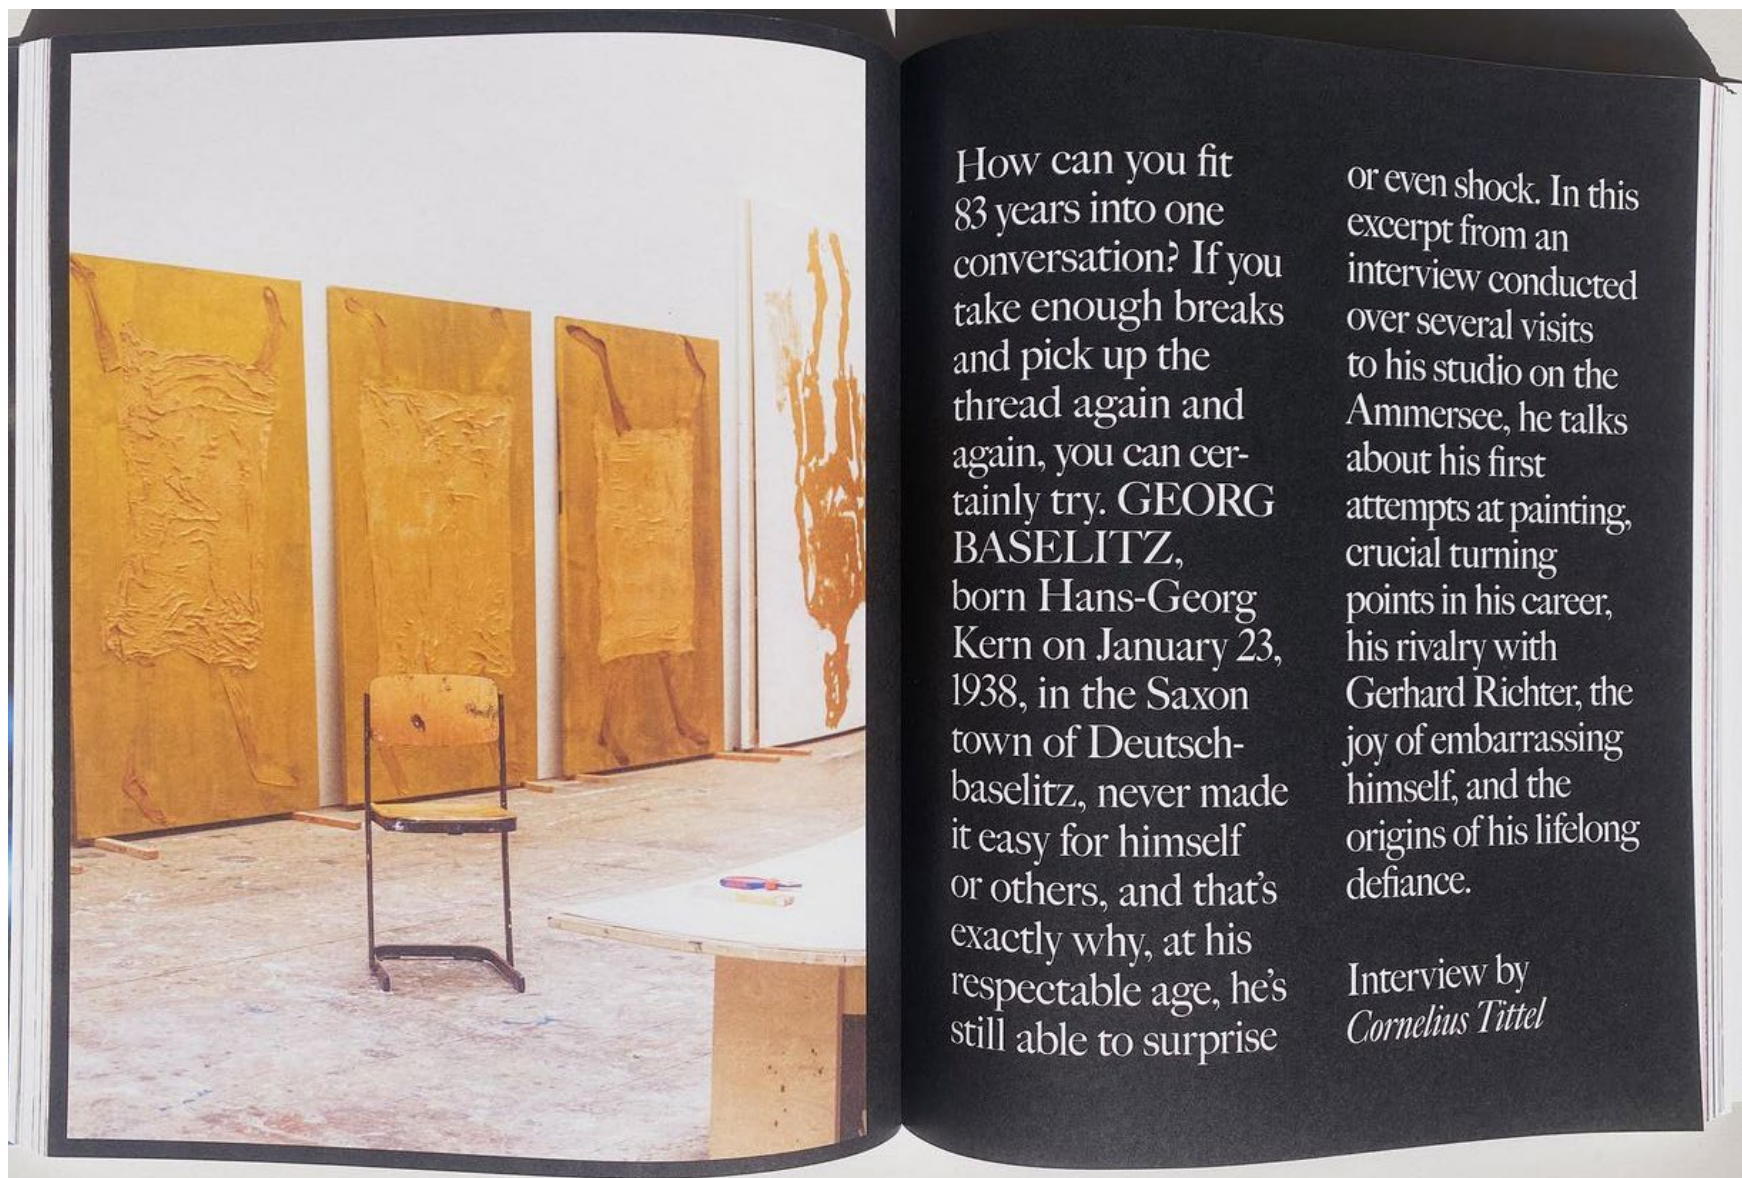 How can you fit
83 years into one
conversation? If you
take enough breaks
and pick up the
thread again and
again, you can cer-
tainly try. GEORG
BASELITZ,
born Hans-Georg
Kern on January 23,
1938, in the Saxon
town of Deutsch-
baselitz, never made
it easy for himself
or others, and that's
exactly why, at his
respectable age, he's
still able to surprise
or even shock. In this
excerpt from an
interview conducted
over several visits
to his studio on the
Ammersee, he talks
about his first
attempts at painting,
crucial turning
points in his career,
his rivalry with
Gerhard Richter, the
joy of embarrassing
himself, and the
origins of his lifelong
defiance.
Interview by
Cornelius Tittel